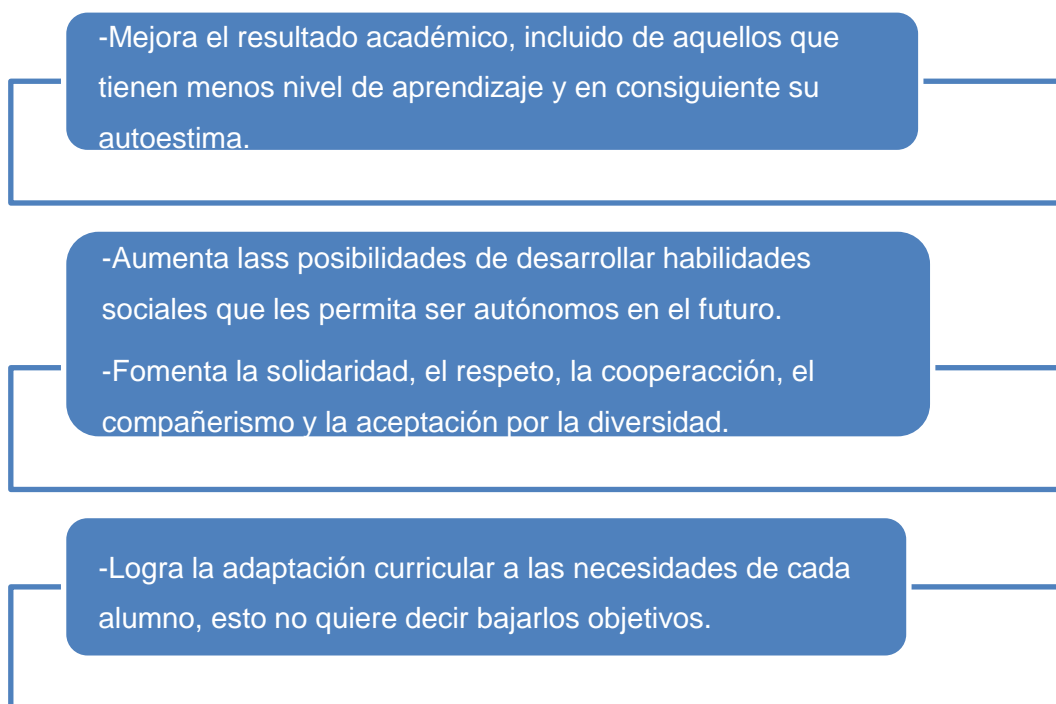 -Mejora el resultado académico, incluido de aquellos que
tienen menos nivel de aprendizaje y en consiguiente su
autoestima.
-Aumenta lass posibilidades de desarrollar habilidades
sociales que les permita ser autónomos en el futuro.
-Fomenta la solidaridad, el respeto, la cooperacción, el
compañerismo y la aceptación por la diversidad.
-Logra la adaptación curricular a las necesidades de cada
alumno, esto no quiere decir bajarlos objetivos.